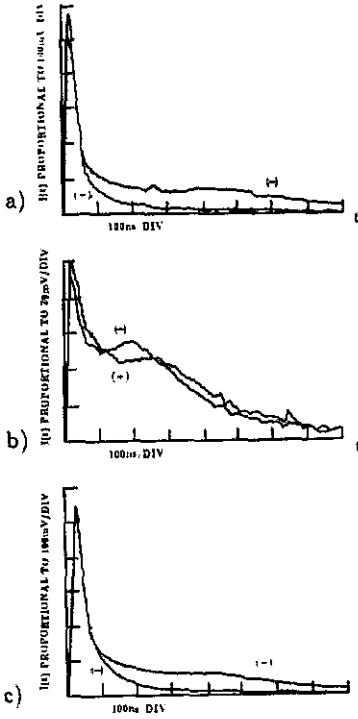 a)
I(t) PROPORTIONAL TO 100mV DIV
(-)
t
100ns DIV
b)
I(t) PROPORTIONAL TO 20mV/DIV
(+)
t
100ns/DIV
c)
I(t) PROPORTIONAL TO 100mV/DIV
(-)
100ns DIV